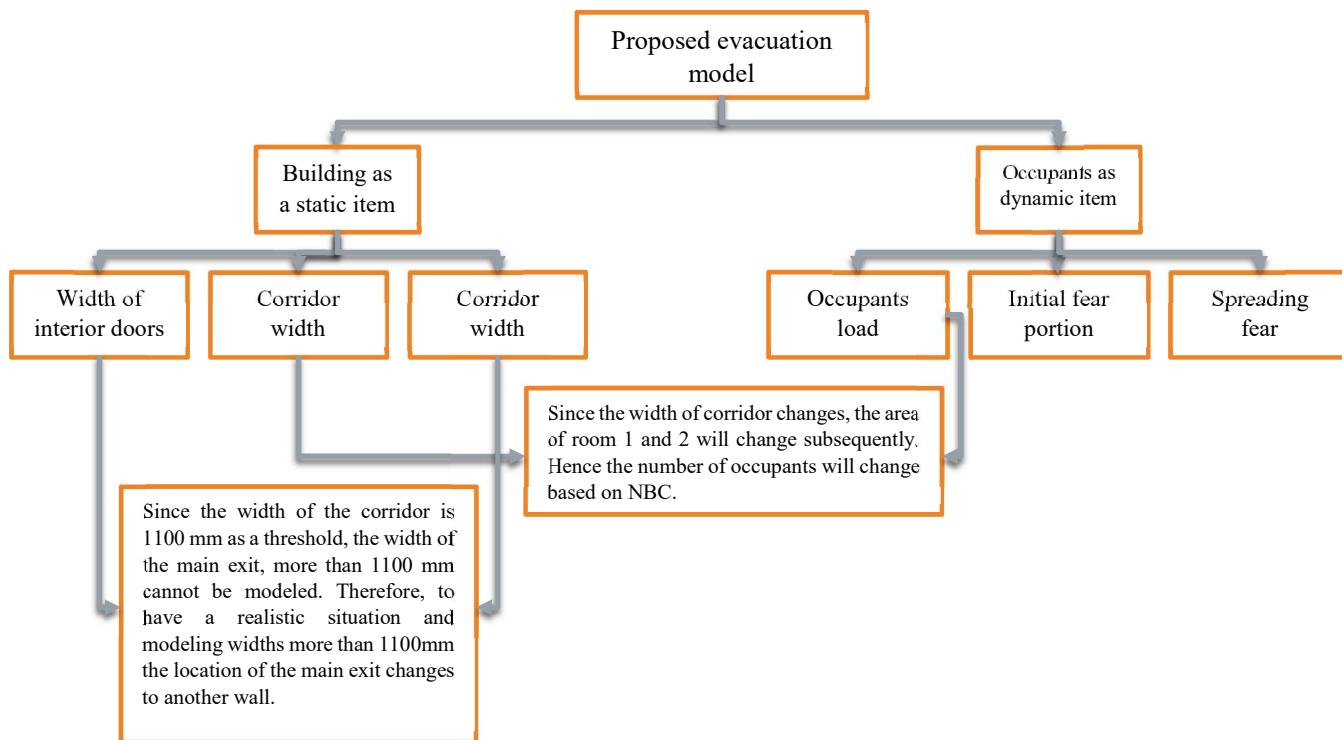 Proposed evacuation
model
Building as
a static item
Occupants as
dynamic item
Width of
interior doors
Corridor
width
Corridor
width
Occupants
load
Initial fear
portion
Spreading
fear
Since the width of corridor changes, the area
of room 1 and 2 will change subsequently.
Hence the number of occupants will change
based on NBC.
Since the width of the corridor is
1100 mm as a threshold, the width of
the main exit, more than 1100 mm
cannot be modeled. Therefore, to
have a realistic situation and
modeling widths more than 1100mm
the location of the main exit changes
to another wall.